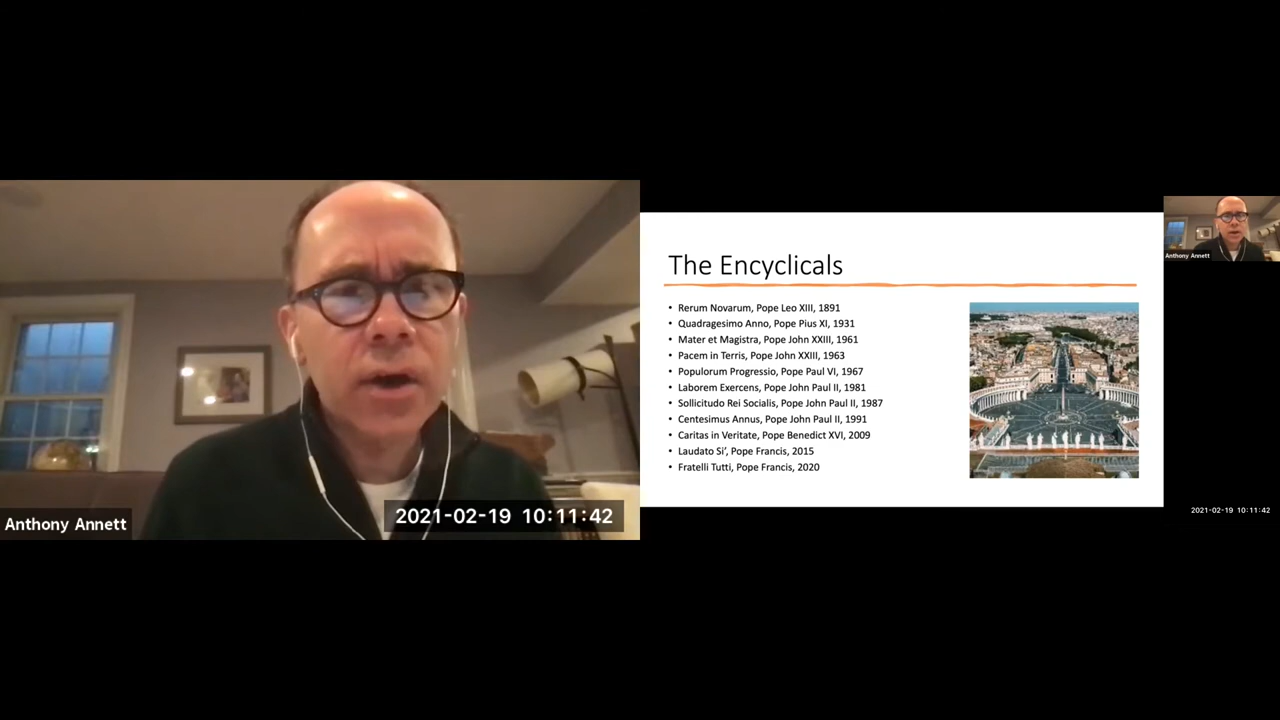 Anthony Annett
2021-02-19 10:11:42
The Encyclicals
• Rerum Novarum, Pope Leo XIII, 1891
• Quadragesimo Anno, Pope Pius XI, 1931
• Mater et Magistra, Pope John XXIII, 1961
• Pacem in Terris, Pope John XXIII, 1963
• Populorum Progressio, Pope Paul VI, 1967
• Laborem Exercens, Pope John Paul II, 1981
• Sollicitudo Rei Socialis, Pope John Paul II, 1987
• Centesimus Annus, Pope John Paul II, 1991
• Caritas in Veritate, Pope Benedict XVI, 2009
• Laudato Si’, Pope Francis, 2015
• Fratelli Tutti, Pope Francis, 2020
Anthony Annett
2021-02-19 10:11:42